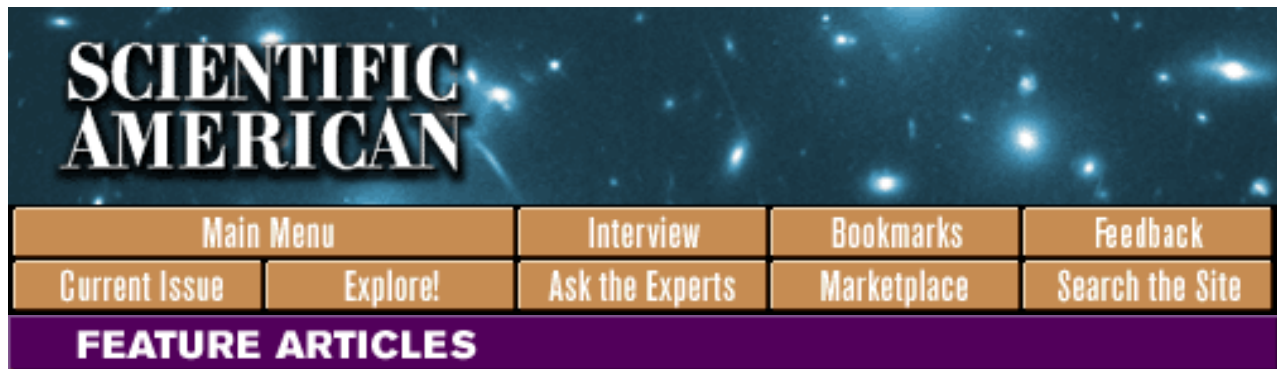 SCIENTIFIC
AMERICAN
Main Menu Interview Bookmarks Feedback
Current Issue Explore! Ask the Experts Marketplace Search the Site
FEATURE ARTICLES